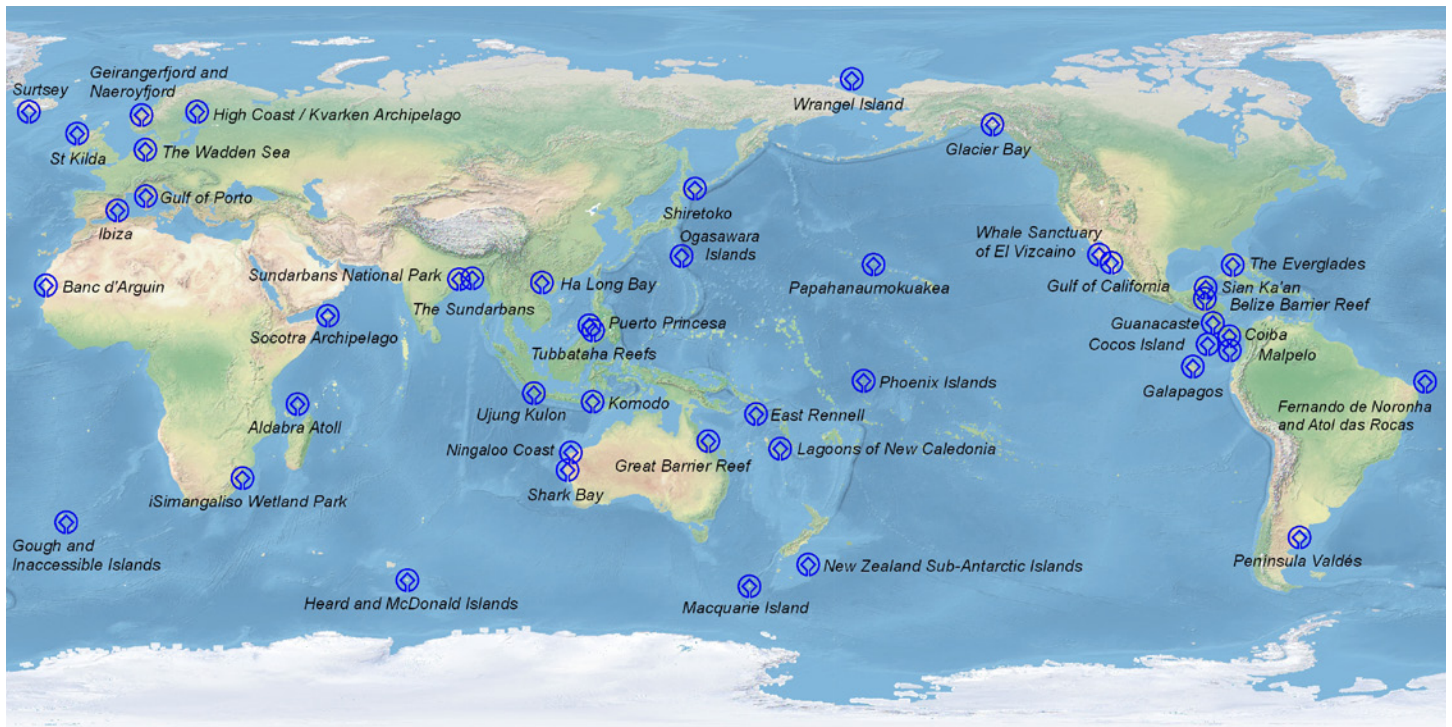 Surtsey
Geirangerfjord and
Naeroyfjord
High Coast / Kvarken Archipelago
St Kilda
The Wadden Sea
Gulf of Porto
Ibiza
Banc d'Arguin
Wrangel Island
Glacier Bay
Shiretoko
Ogasawara
Islands
Whale Sanctuary
of El Vizcaino
Sundarbans National Park
The Sundarbans
Ha Long Bay
Papahanaumokuakea
Gulf of California
The Everglades
Sian Ka'an
Belize Barrier Reef
Socotra Archipelago
Puerto Princesa
Tubbataha Reefs
Guanacaste
Coiba
Cocos Island
Malpelo
Galapagos
Phoenix Islands
Aldabra Atoll
Ujung Kulon
Komodo
East Rennell
Fernando de Noronha
and Atol das Rocas
Ningaloo Coast
Great Barrier Reef
Lagoons of New Caledonia
Shark Bay
iSimangaliso Wetland Park
Gough and
Inaccessible Islands
Heard and McDonald Islands
New Zealand Sub-Antarctic Islands
Macquarie Island
Peninsula Valdés